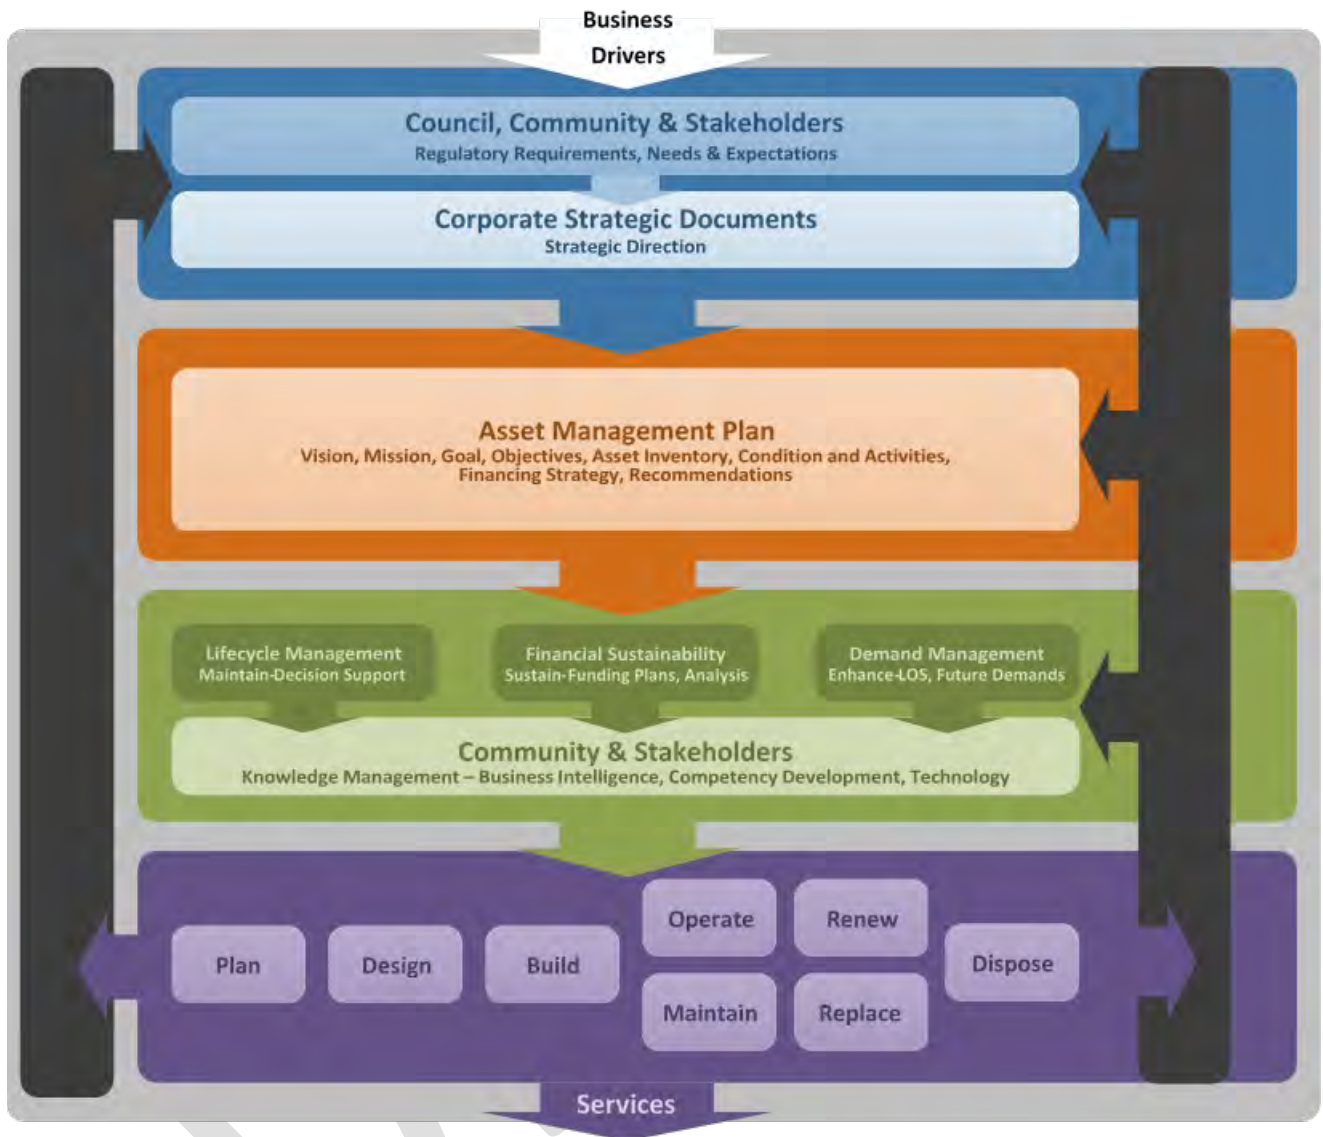 Business
Drivers
Council, Community & Stakeholders
Regulatory Requirements, Needs & Expectations
Corporate Strategic Documents
Strategic Direction
Asset Management Plan
Vision, Mission, Goal, Objectives, Asset Inventory, Condition and Activities,
Financing Strategy, Recommendations
Lifecycle Management
Maintain-Decision Support
Financial Sustainability
Sustain-Funding Plans, Analysis
Demand Management
Enhance-LOS, Future Demands
Community & Stakeholders
Knowledge Management – Business Intelligence, Competency Development, Technology
Plan
Design
Build
Operate
Maintain
Renew
Replace
Dispose
Services